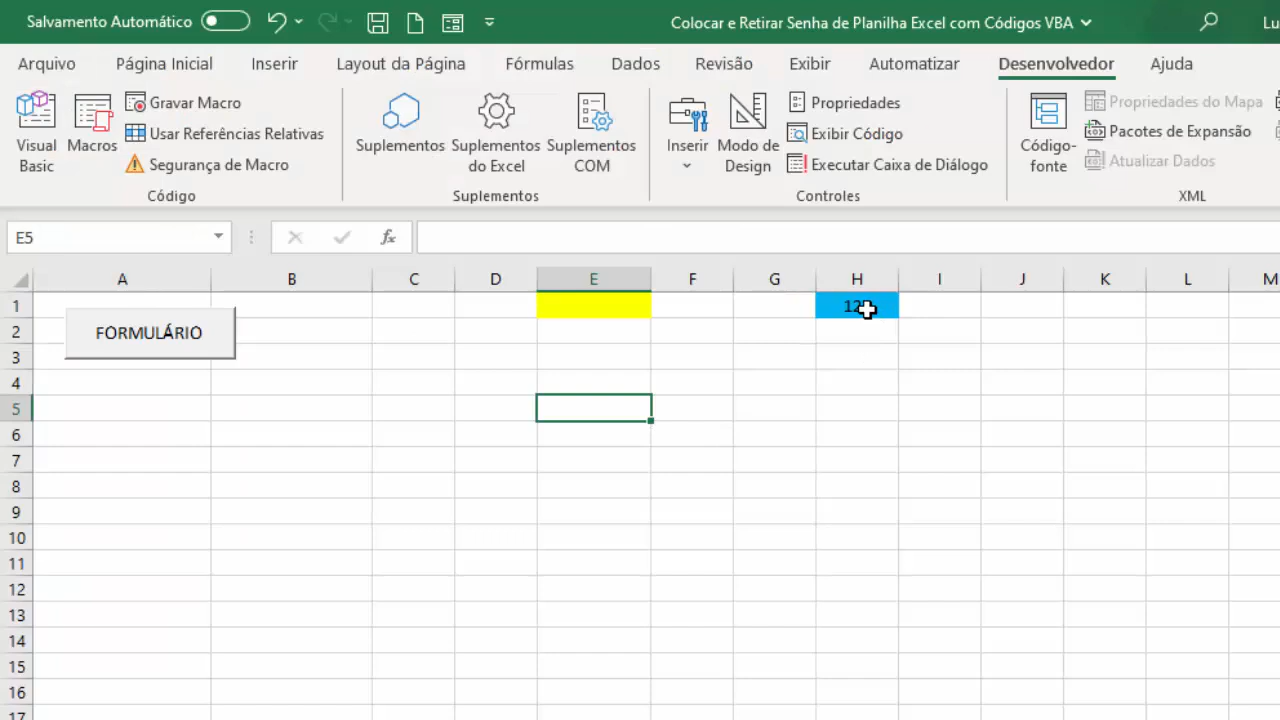 Salvamento Automático
Colocar e Retirar Senha de Planilha Excel com Códigos VBA
Arquivo Página Inicial Inserir Layout da Página Fórmulas Dados Revisão Exibir Automatizar Desenvolvedor Ajuda
Visual Basic
Macros
Gravar Macro
Usar Referências Relativas
Segurança de Macro
Código
Suplementos
Suplementos do Excel
Suplementos COM
Suplementos
Inserir
Modo de Design
Propriedades
Exibir Código
Executar Caixa de Diálogo
Controles
Código-fonte
Propriedades do Mapa
Pacotes de Expansão
Atualizar Dados
XML
E5
fx
A B C D E F G H I J K L M
1
2 FORMULÁRIO
3
4
5
6
7
8
9
10
11
12
13
14
15
16
17